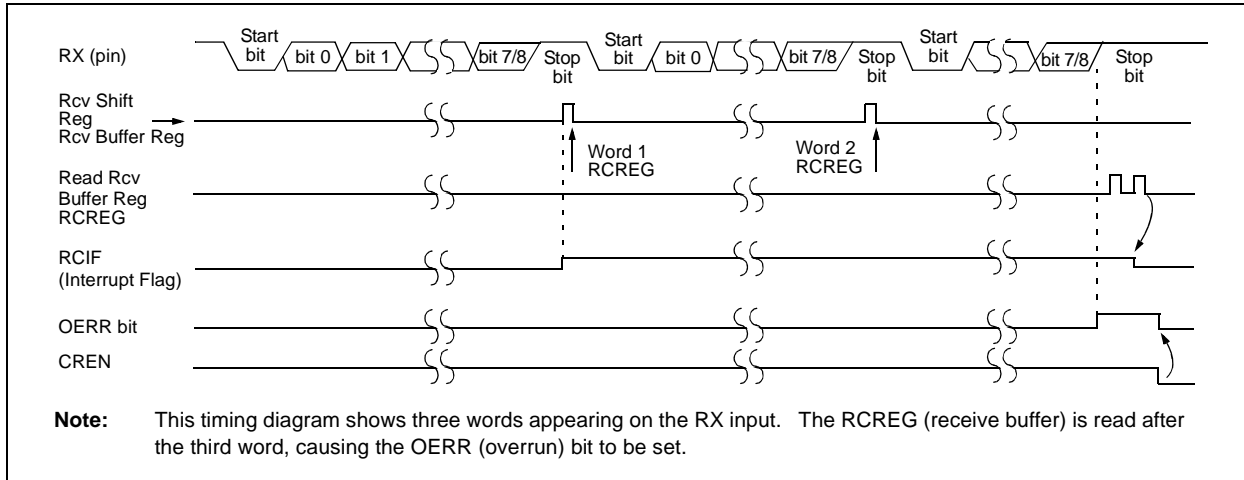 RX (pin)
Start
bit
bit 0
bit 1
bit 7/8
Stop
bit
Start
bit
bit 0
bit 7/8
Stop
bit
Start
bit
bit 7/8
Stop
bit
Rcv Shift
Reg
Rcv Buffer Reg
Word 1
RCREG
Word 2
RCREG
Read Rcv
Buffer Reg
RCREG
RCIF
(Interrupt Flag)
OERR bit
CREN
Note: This timing diagram shows three words appearing on the RX input. The RCREG (receive buffer) is read after
the third word, causing the OERR (overrun) bit to be set.